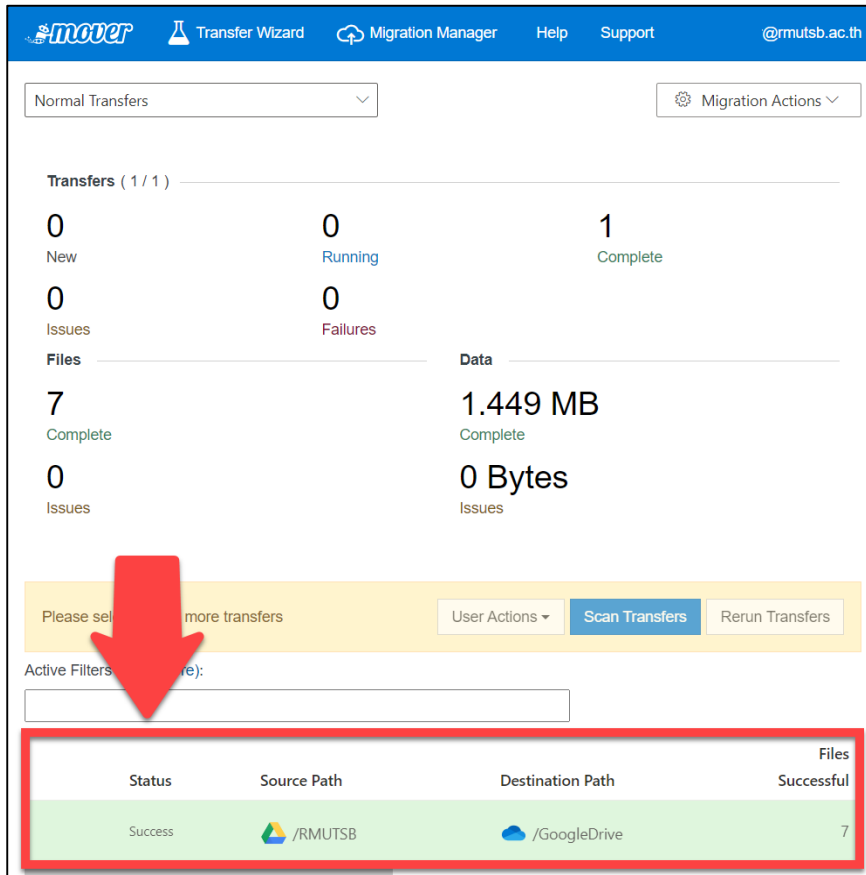 mover Transfer Wizard Migration Manager Help Support @rmutsb.ac.th
Normal Transfers Migration Actions
Transfers ( 1 / 1 )
0 0 1
New Running Complete
0 0
Issues Failures
Files Data
7 1.449 MB
Complete Complete
0 0 Bytes
Issues Issues
Please more transfers User Actions Scan Transfers Rerun Transfers
Active Filters
Files
Status Source Path Destination Path Successful
Success /RMUTSB /GoogleDrive 7